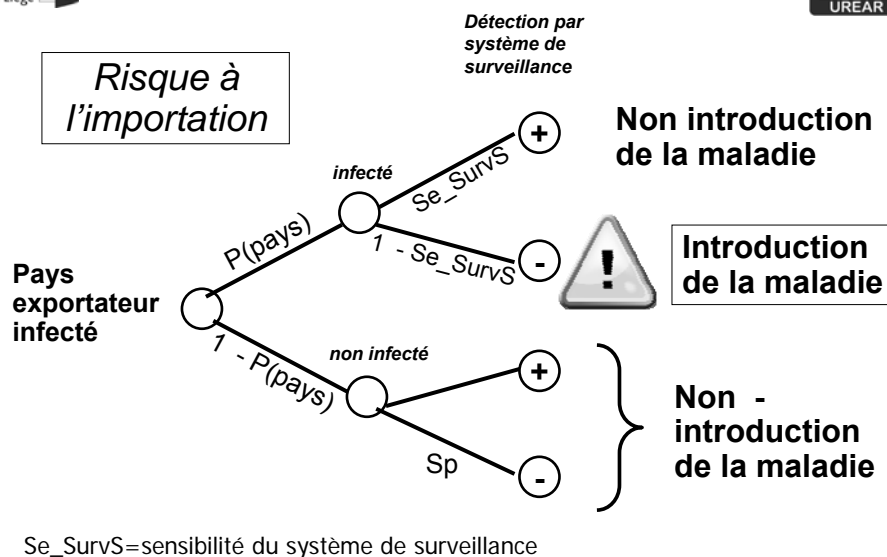 UREAR
Détection par
système de
surveillance
Risque à
l'importation
+
Non introduction
de la maladie
infecté
Se_SurvS
P(pays)
1 - Se_SurvS
-
!
Introduction
de la maladie
Pays
exportateur
infecté
1 - P(pays)
non infecté
+
Non -
introduction
de la maladie
Sp
-
Se_SurvS=sensibilité du système de surveillance